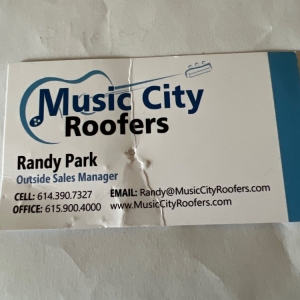 Music City
Roofers
Randy Park
Outside Sales Manager
CELL: 614.390.7327
EMAIL: Randy@MusicCityRoofers.com
OFFICE: 615.900.4000
www.MusicCityRoofers.com